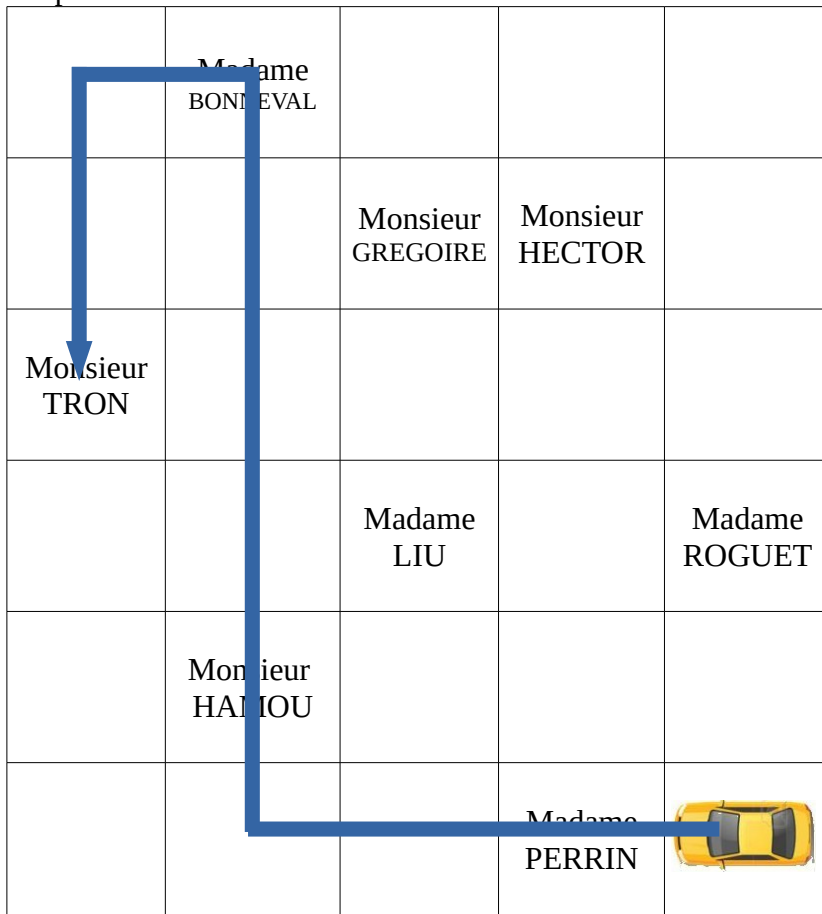 Madame
BONNEVAL
Monsieur
GREGOIRE
Monsieur
HECTOR
Monsieur
TRON
Madame
LIU
Madame
ROGUET
Monsieur
HAMOU
Madame
PERRIN